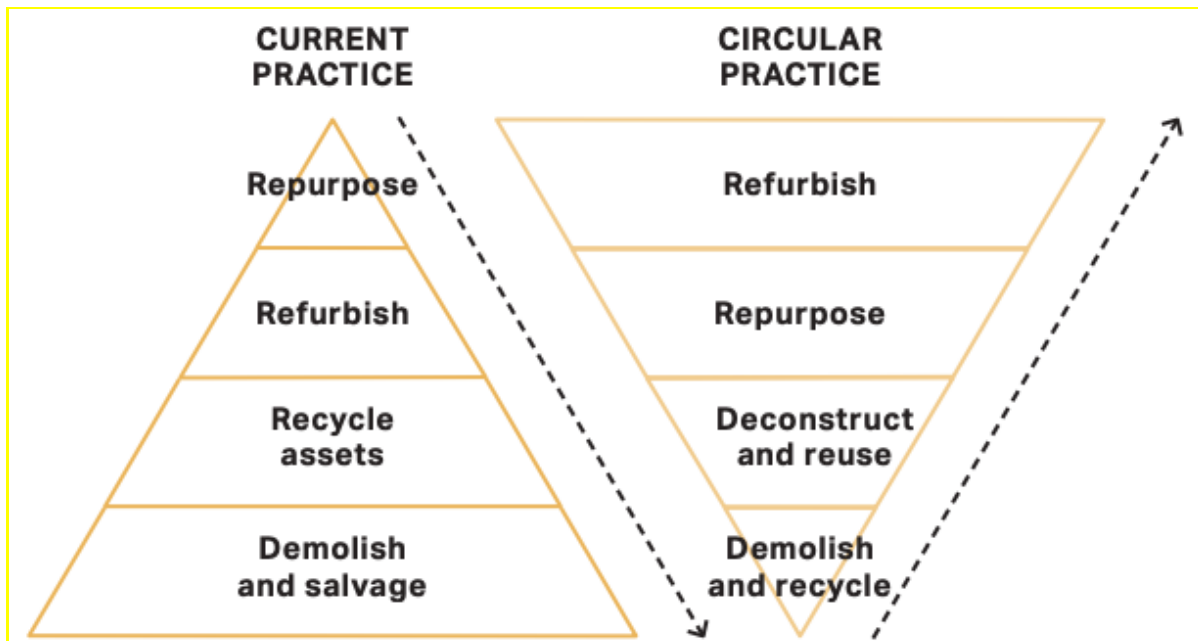 CURRENT
PRACTICE
Repurpose
Refurbish
Recycle
assets
Demolish
and salvage
CIRCULAR
PRACTICE
Refurbish
Repurpose
Deconstruct
and reuse
Demolish
and recycle